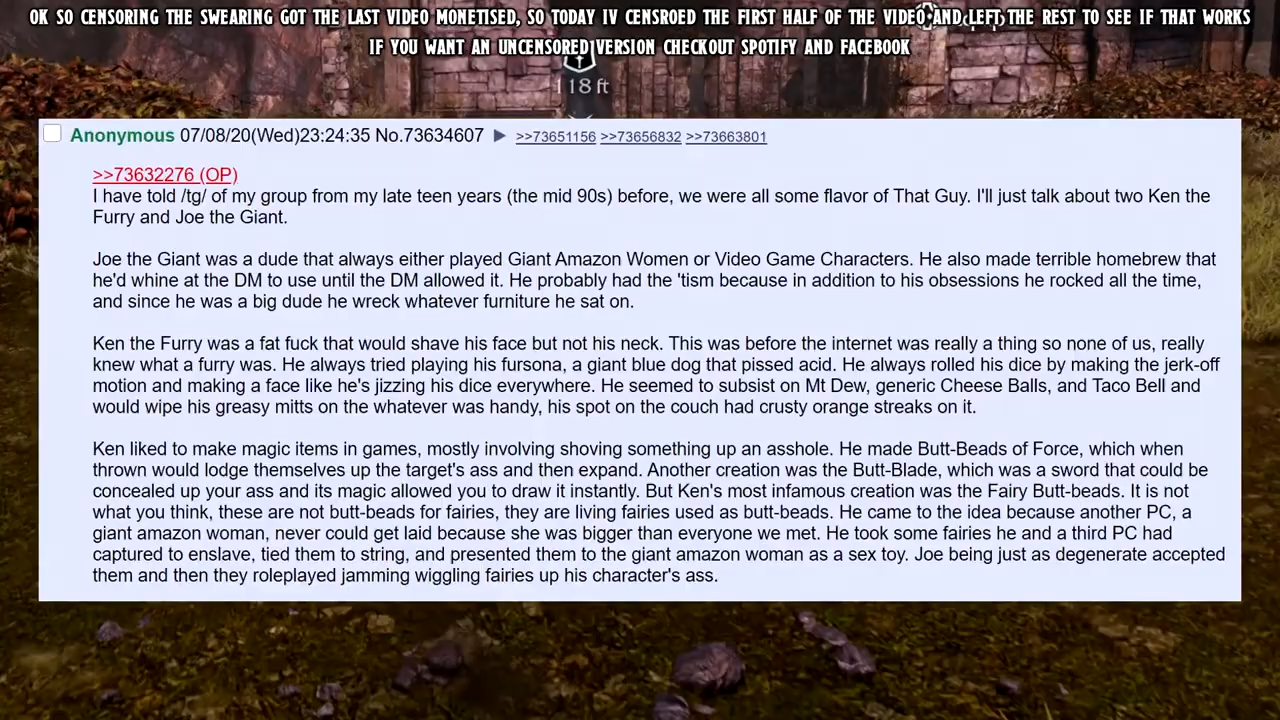 OK SO CENSORING THE SWEARING GOT THE LAST VIDEO MONETISED, SO TODAY IV CENSROED THE FIRST HALF OF THE VIDEO AND LEFT THE REST TO SEE IF THAT WORKS
IF YOU WANT AN UNCENSORED VERSION CHECKOUT SPOTIFY AND FACEBOOK
118 ft
Anonymous 07/08/20(Wed)23:24:35 No.73634607 ▶ >>73651156 >>73656832 >>73663801
>>73632276 (OP)
I have told /tg/ of my group from my late teen years (the mid 90s) before, we were all some flavor of That Guy. I'll just talk about two Ken the
Furry and Joe the Giant.
Joe the Giant was a dude that always either played Giant Amazon Women or Video Game Characters. He also made terrible homebrew that
he'd whine at the DM to use until the DM allowed it. He probably had the 'tism because in addition to his obsessions he rocked all the time,
and since he was a big dude he wreck whatever furniture he sat on.
Ken the Furry was a fat fuck that would shave his face but not his neck. This was before the internet was really a thing so none of us, really
knew what a furry was. He always tried playing his fursona, a giant blue dog that pissed acid. He always rolled his dice by making the jerk-off
motion and making a face like he's jizzing his dice everywhere. He seemed to subsist on Mt Dew, generic Cheese Balls, and Taco Bell and
would wipe his greasy mitts on the whatever was handy, his spot on the couch had crusty orange streaks on it.
Ken liked to make magic items in games, mostly involving shoving something up an asshole. He made Butt-Beads of Force, which when
thrown would lodge themselves up the target's ass and then expand. Another creation was the Butt-Blade, which was a sword that could be
concealed up your ass and its magic allowed you to draw it instantly. But Ken's most infamous creation was the Fairy Butt-beads. It is not
what you think, these are not butt-beads for fairies, they are living fairies used as butt-beads. He came to the idea because another PC, a
giant amazon woman, never could get laid because she was bigger than everyone we met. He took some fairies he and a third PC had
captured to enslave, tied them to string, and presented them to the giant amazon woman as a sex toy. Joe being just as degenerate accepted
them and then they roleplayed jamming wiggling fairies up his character's ass.